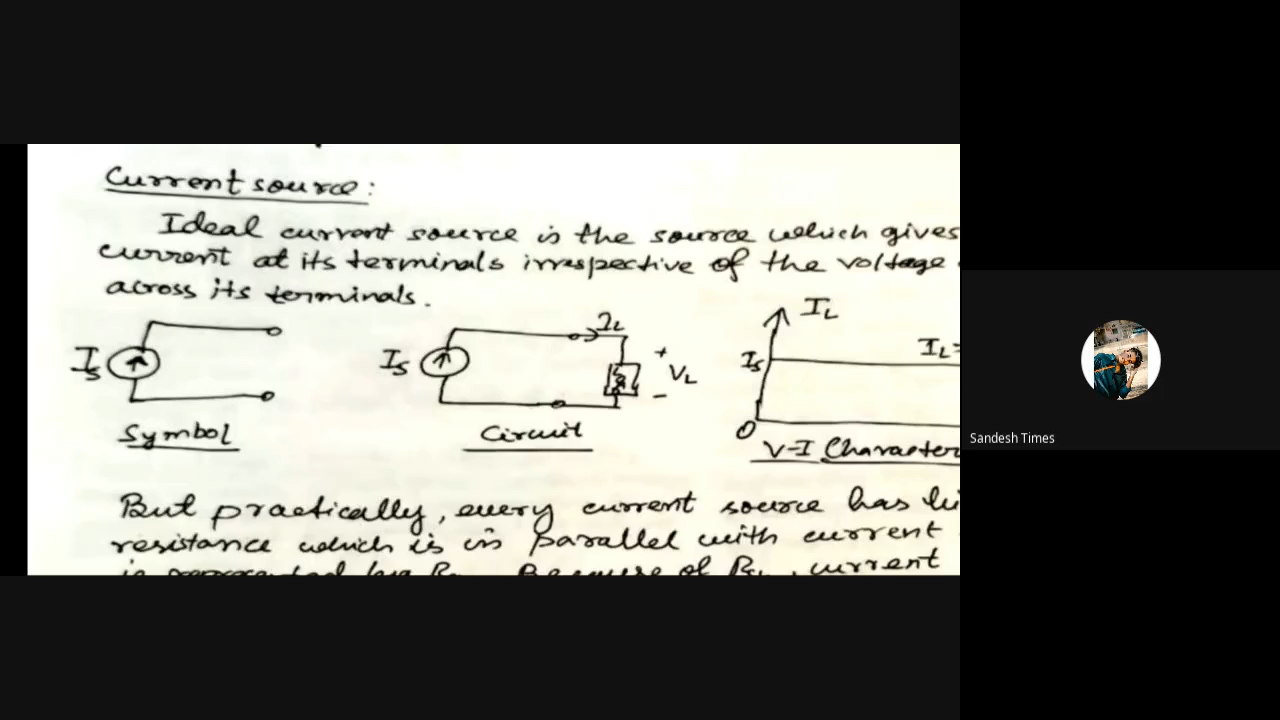 Current source:
Ideal current source is the source which gives
current at its terminals irrespective of the voltage
across its terminals.
Is
Symbol
Is
IL
+
VL
-
Circuit
IL
Is
IL=
O
V-I Character
But practically, every current source has
resistance which is in parallel with current
current
Sandesh Times